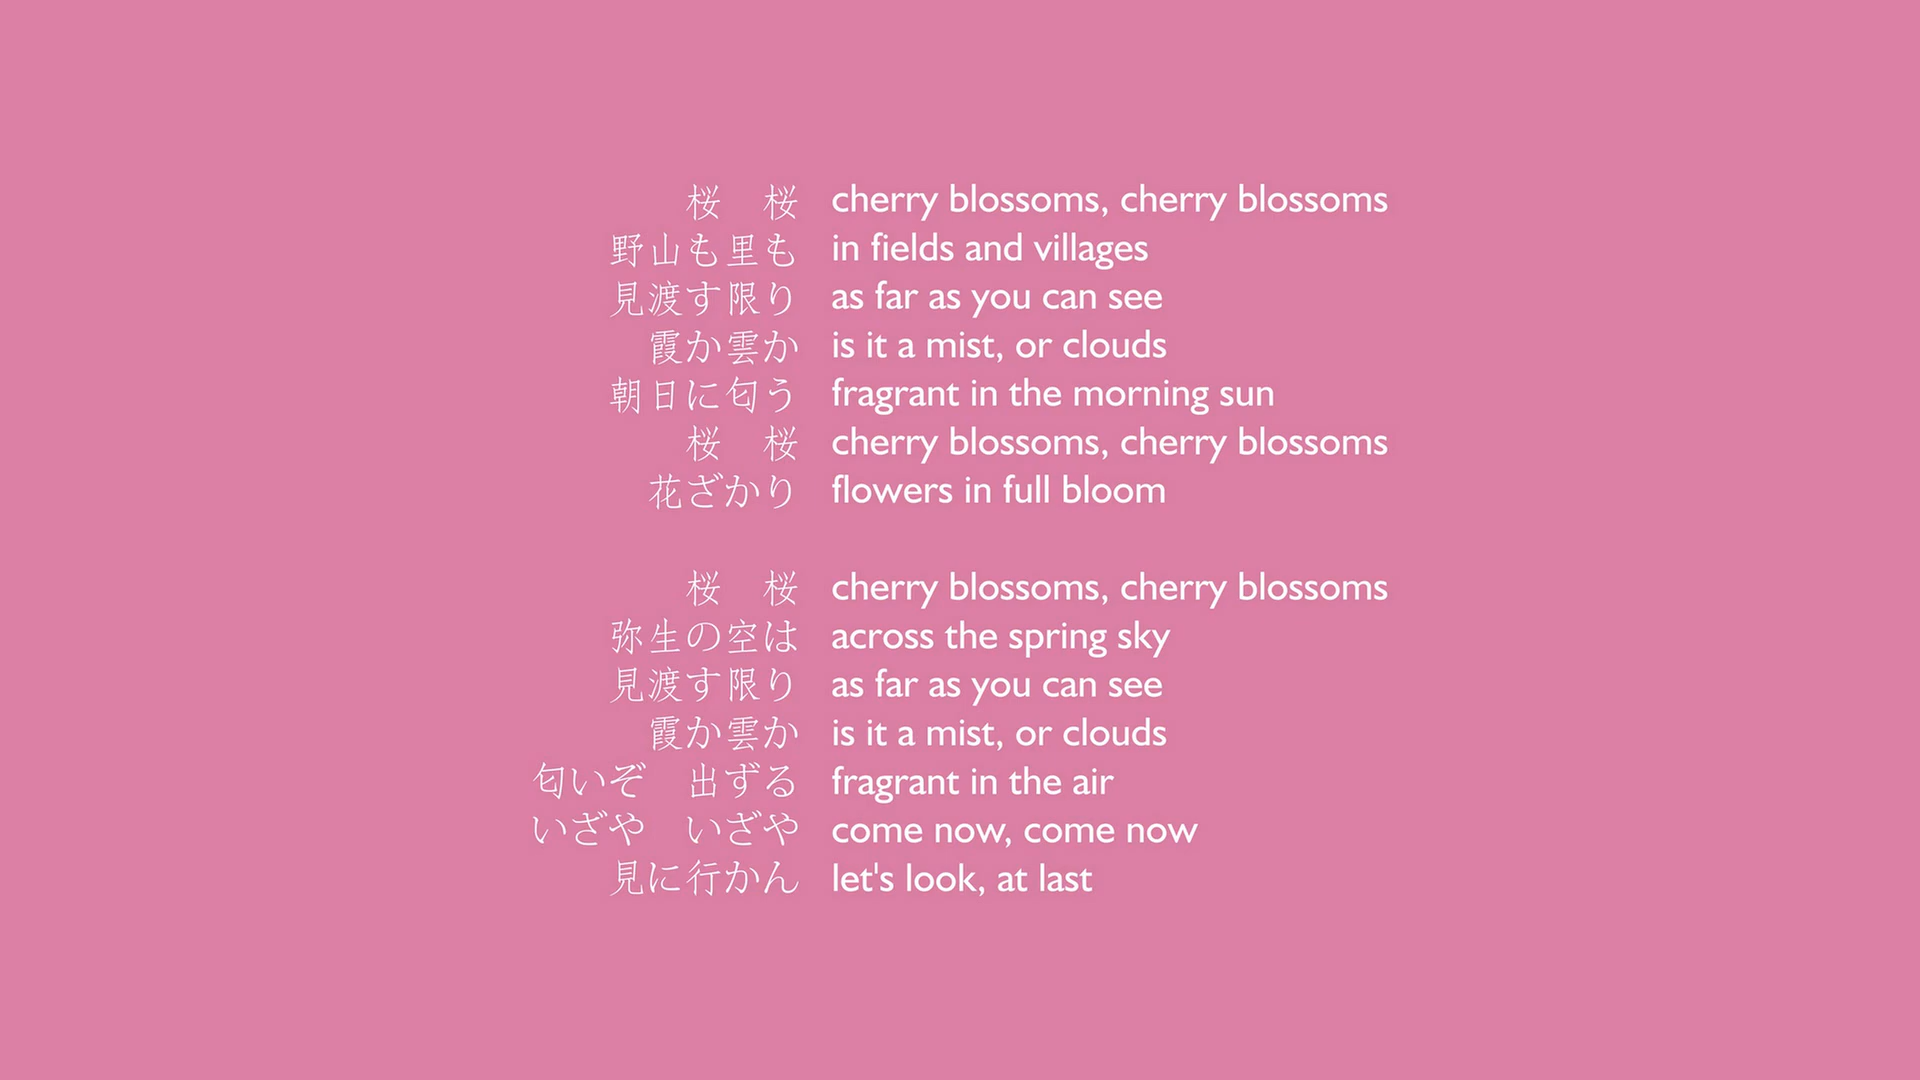 桜　桜 cherry blossoms, cherry blossoms
野山も里も in fields and villages
見渡す限り as far as you can see
霞か雲か is it a mist, or clouds
朝日に匂う fragrant in the morning sun
桜　桜 cherry blossoms, cherry blossoms
花ざかり flowers in full bloom
桜　桜 cherry blossoms, cherry blossoms
弥生の空は across the spring sky
見渡す限り as far as you can see
霞か雲か is it a mist, or clouds
匂いぞ　出ずる fragrant in the air
いざや　いざや come now, come now
見に行かん let's look, at last